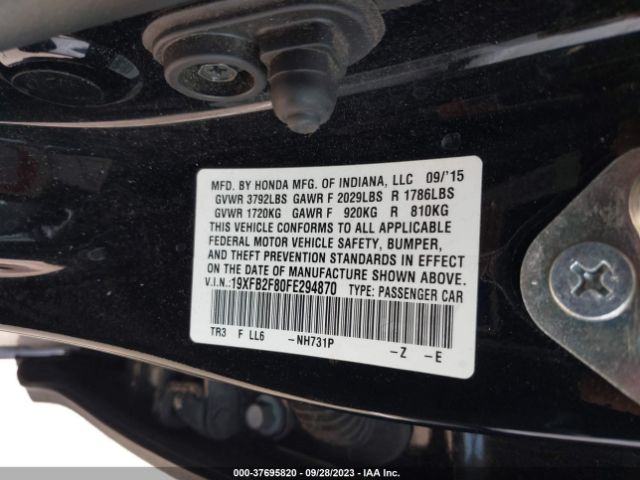 MFD. BY HONDA MFG. OF INDIANA, LLC 09/'15
GVWR 3792LBS GAWR F 2029LBS R 1786LBS
GVWR 1720KG GAWR F 920KG R 810KG
THIS VEHICLE CONFORMS TO ALL APPLICABLE
FEDERAL MOTOR VEHICLE SAFETY, BUMPER,
AND THEFT PREVENTION STANDARDS IN EFFECT
ON THE DATE OF MANUFACTURE SHOWN ABOVE.
V.I.N.:19XFB2F80FE294870 TYPE: PASSENGER CAR
TR3 F LL6 -NH731P -Z -E
000-37695820 - 09/28/2023 - IAA Inc.